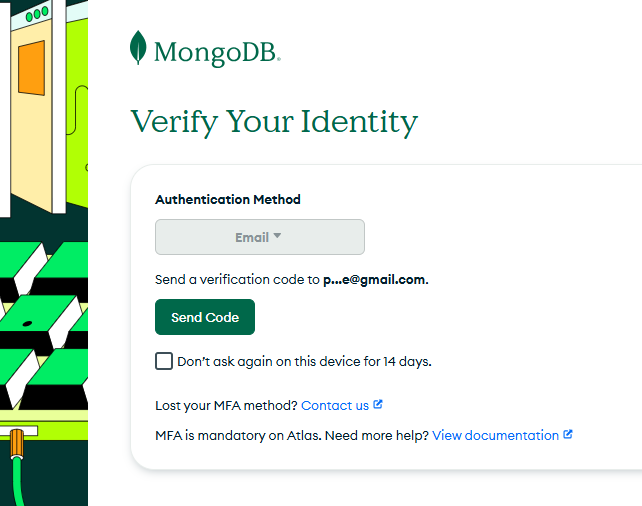 MongoDB.
Verify Your Identity
Authentication Method
Email
Send a verification code to p...e@gmail.com.
Send Code
Don't ask again on this device for 14 days.
Lost your MFA method? Contact us
MFA is mandatory on Atlas. Need more help? View documentation